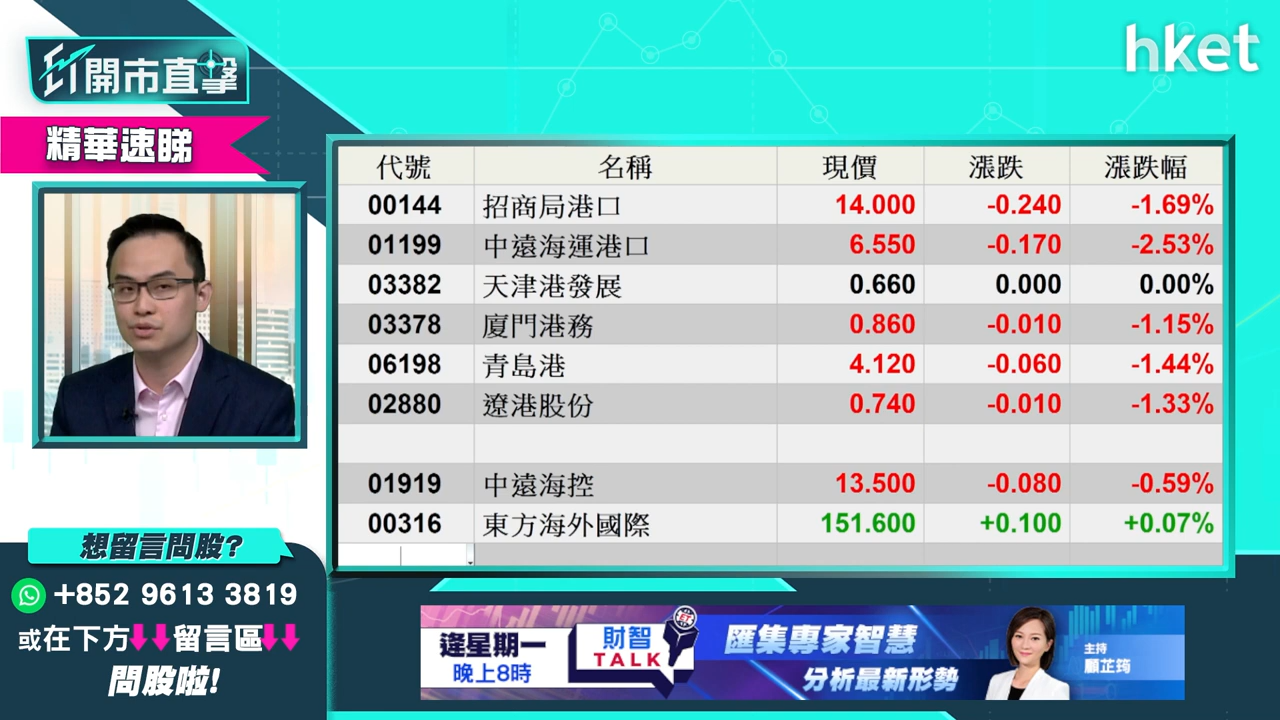 hket
ET開市直擊
精華速睇
代號 名稱 現價 漲跌 漲跌幅
00144 招商局港口 14.000 -0.240 -1.69%
01199 中遠海運港口 6.550 -0.170 -2.53%
03382 天津港發展 0.660 0.000 0.00%
03378 廈門港務 0.860 -0.010 -1.15%
06198 青島港 4.120 -0.060 -1.44%
02880 遼港股份 0.740 -0.010 -1.33%
01919 中遠海控 13.500 -0.080 -0.59%
00316 東方海外國際 151.600 +0.100 +0.07%
想留言問股?
+852 9613 3819
或在下方⬇⬇留言區⬇⬇
問股啦!
逢星期一
晚上8時
財智
TALK
匯集專家智慧
分析最新形勢
主持
顧芷筠